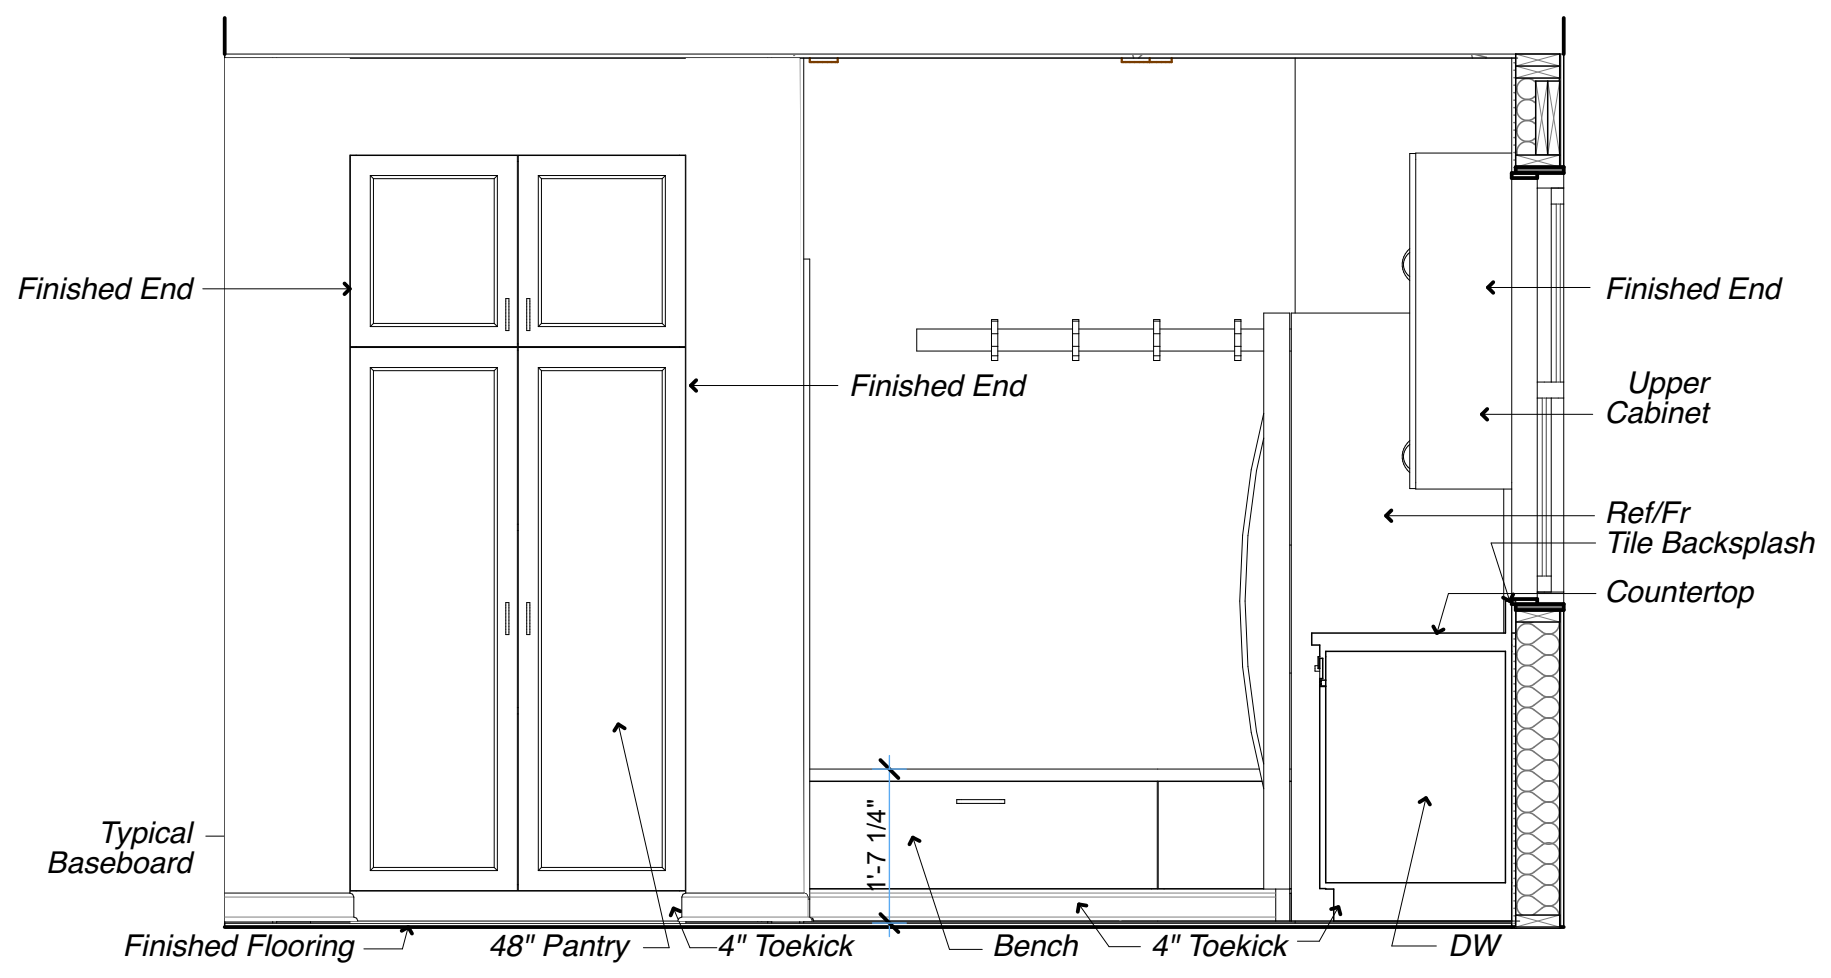 Finished End
Finished End
Finished End
Upper
Cabinet
Ref/Fr
Tile Backsplash
Countertop
1'-7 1/4"
Typical
Baseboard
Finished Flooring
48" Pantry
4" Toekick
Bench
4" Toekick
DW